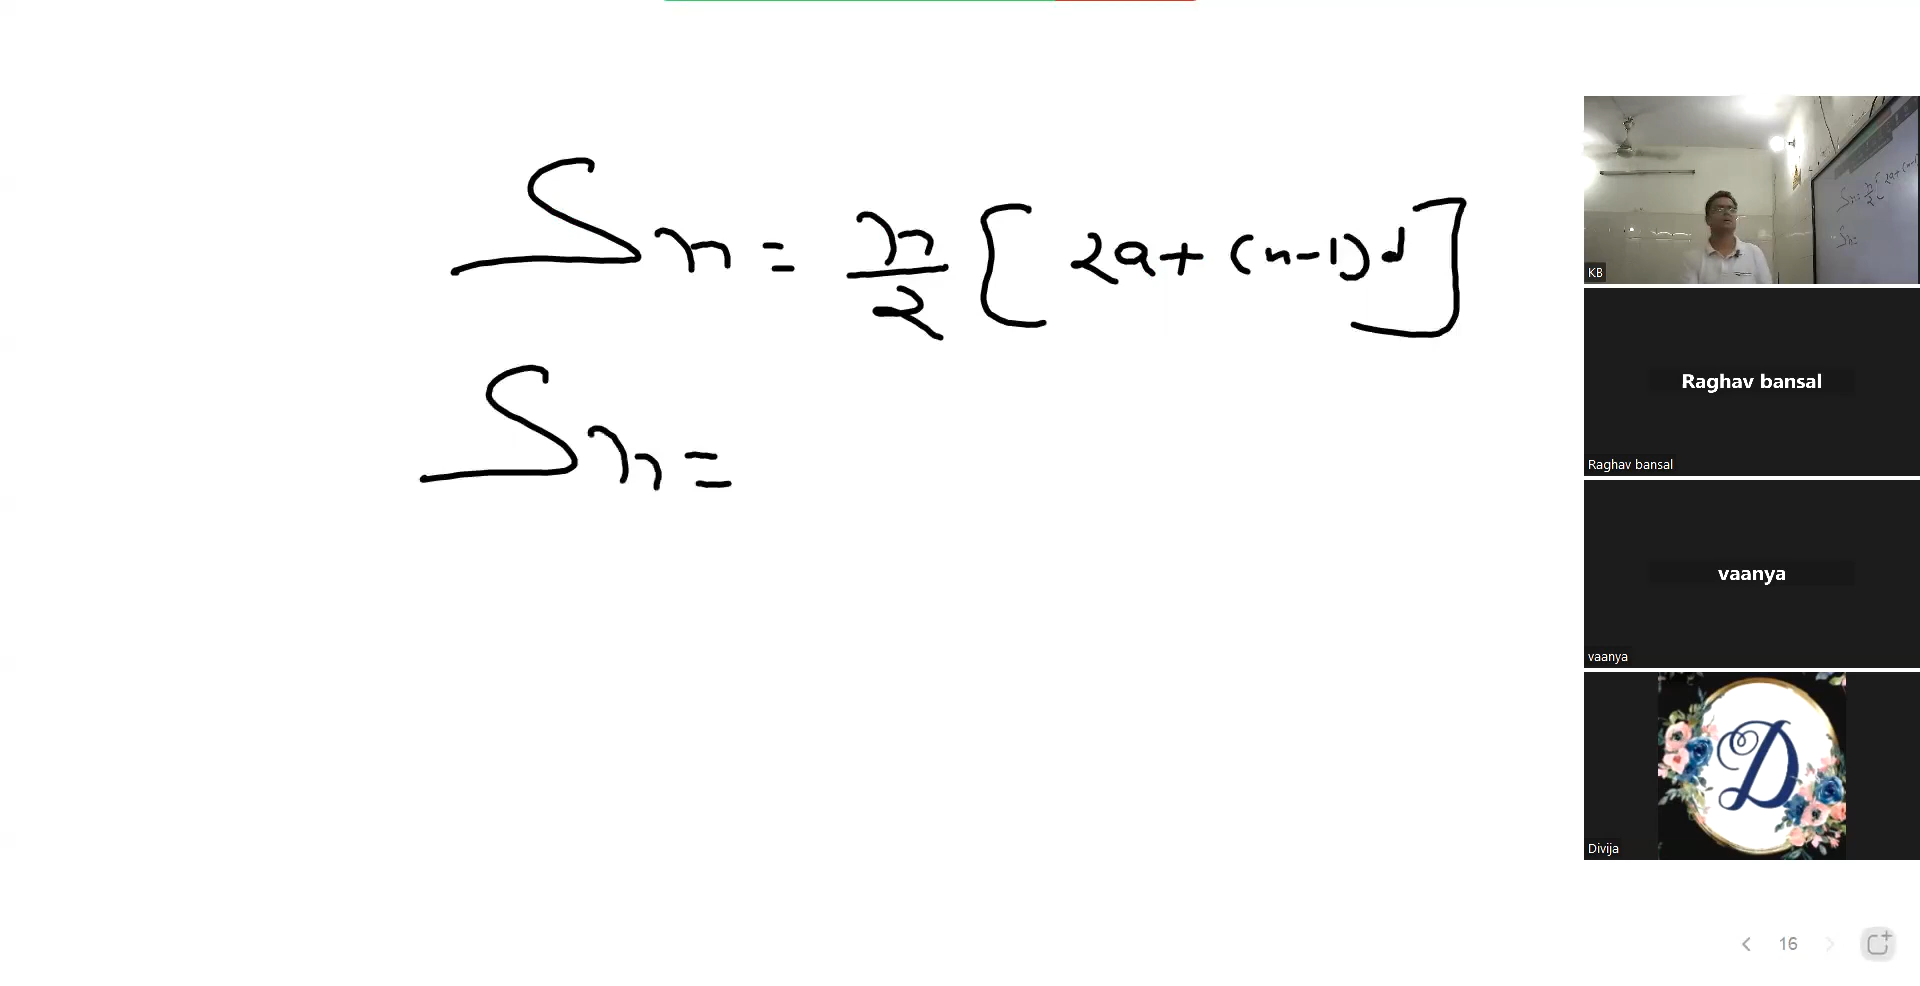 Sn = n/2 [ 2a + (n-1) d ]
Sn =
KB
Raghav bansal
Raghav bansal
vaanya
vaanya
D
Divija
16